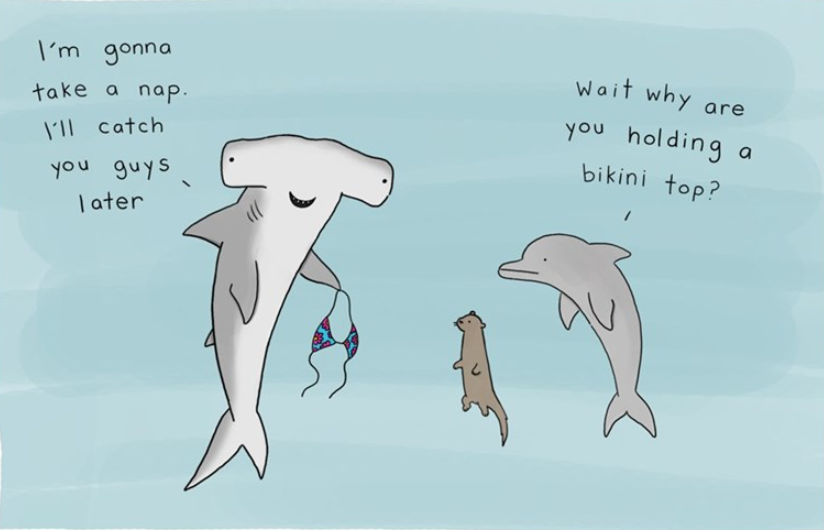 I'm gonna
take a nap.
I'll catch
you guys
later
Wait why are
you holding a
bikini top?